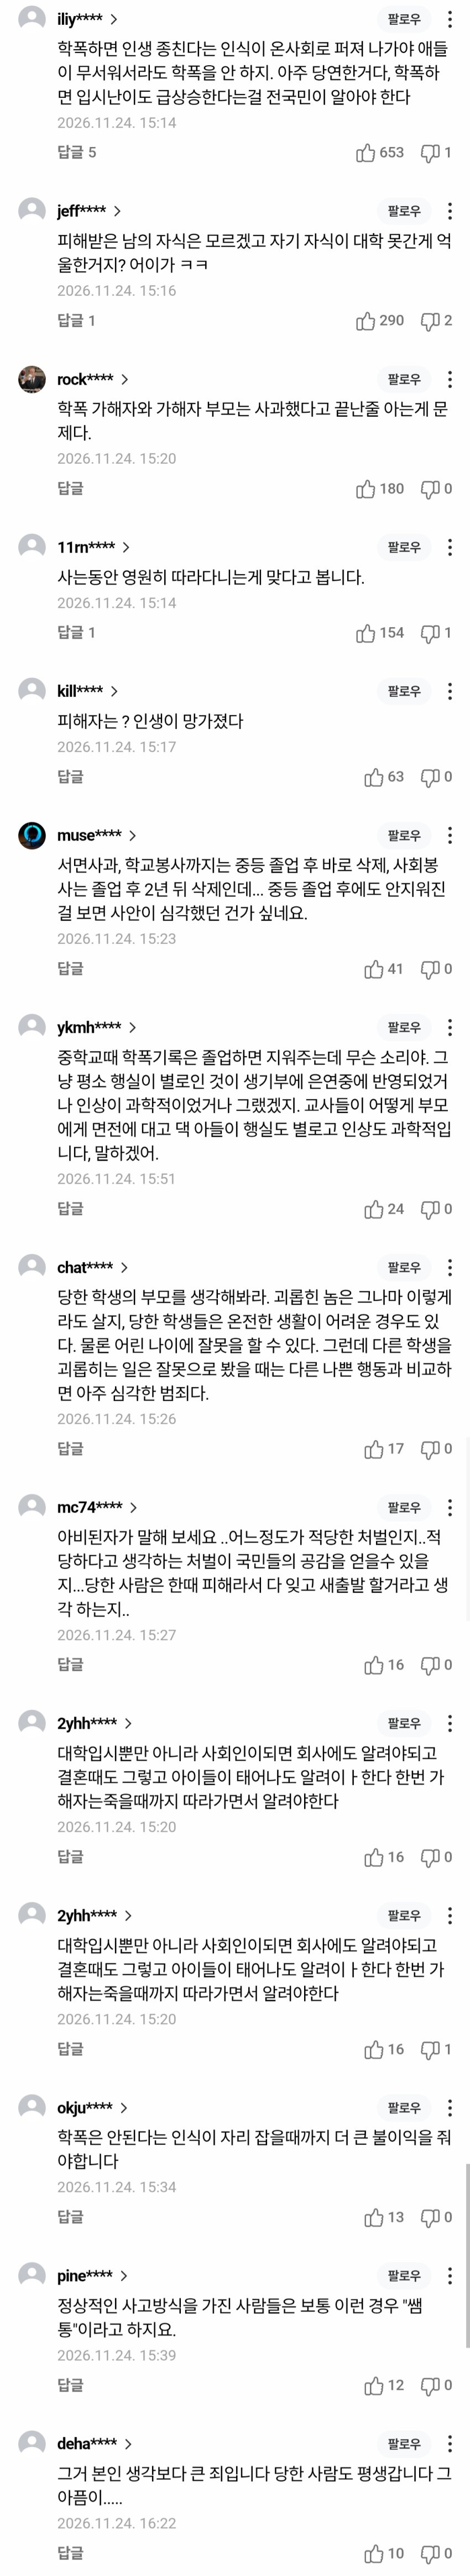 iliy**** >
팔로우
학폭하면 인생 종친다는 인식이 온사회로 퍼져 나가야 애들
이 무서워서라도 학폭을 안 하지. 아주 당연한거다, 학폭하
면 입시난이도 급상승한다는걸 전국민이 알아야 한다
2026.11.24. 15:14
답글 5
653 1
jeff**** >
팔로우
피해받은 남의 자식은 모르겠고 자기 자식이 대학 못간게 억
울한거지? 어이가 ㅋㅋ
2026.11.24. 15:16
답글 1
290 2
rock**** >
팔로우
학폭 가해자와 가해자 부모는 사과했다고 끝난줄 아는게 문
제다.
2026.11.24. 15:20
답글
180 0
11rn**** >
팔로우
사는동안 영원히 따라다니는게 맞다고 봅니다.
2026.11.24. 15:14
답글 1
154 1
kill**** >
팔로우
피해자는 ? 인생이 망가졌다
2026.11.24. 15:17
답글
63 0
muse**** >
팔로우
서면사과, 학교봉사까지는 중등 졸업 후 바로 삭제, 사회봉
사는 졸업 후 2년 뒤 삭제인데... 중등 졸업 후에도 안지워진
걸 보면 사안이 심각했던 건가 싶네요.
2026.11.24. 15:23
답글
41 0
ykmh**** >
팔로우
중학교때 학폭기록은 졸업하면 지워주는데 무슨 소리야. 그
냥 평소 행실이 별로인 것이 생기부에 은연중에 반영되었거
나 인상이 과학적이었거나 그랬겠지. 교사들이 어떻게 부모
에게 면전에 대고 댁 아들이 행실도 별로고 인상도 과학적입
니다, 말하겠어.
2026.11.24. 15:51
답글
24 0
chat**** >
팔로우
당한 학생의 부모를 생각해봐라. 괴롭힌 놈은 그나마 이렇게
라도 살지, 당한 학생들은 온전한 생활이 어려운 경우도 있
다. 물론 어린 나이에 잘못을 할 수 있다. 그런데 다른 학생을
괴롭히는 일은 잘못으로 봤을 때는 다른 나쁜 행동과 비교하
면 아주 심각한 범죄다.
2026.11.24. 15:26
답글
17 0
mc74**** >
팔로우
아비된자가 말해 보세요 ..어느정도가 적당한 처벌인지..적
당하다고 생각하는 처벌이 국민들의 공감을 얻을수 있을
지...당한 사람은 한때 피해라서 다 잊고 새출발 할거라고 생
각 하는지..
2026.11.24. 15:27
답글
16 0
2yhh**** >
팔로우
대학입시뿐만 아니라 사회인이되면 회사에도 알려야되고
결혼때도 그렇고 아이들이 태어나도 알려이ㅏ한다 한번 가
해자는죽을때까지 따라가면서 알려야한다
2026.11.24. 15:20
답글
16 0
2yhh**** >
팔로우
대학입시뿐만 아니라 사회인이되면 회사에도 알려야되고
결혼때도 그렇고 아이들이 태어나도 알려이ㅏ한다 한번 가
해자는죽을때까지 따라가면서 알려야한다
2026.11.24. 15:20
답글
16 1
okju**** >
팔로우
학폭은 안된다는 인식이 자리 잡을때까지 더 큰 불이익을 줘
야합니다
2026.11.24. 15:34
답글
13 0
pine**** >
팔로우
정상적인 사고방식을 가진 사람들은 보통 이런 경우 "쌤
통"이라고 하지요.
2026.11.24. 15:39
답글
12 0
deha**** >
팔로우
그거 본인 생각보다 큰 죄입니다 당한 사람도 평생갑니다 그
아픔이.....
2026.11.24. 16:22
답글
10 0